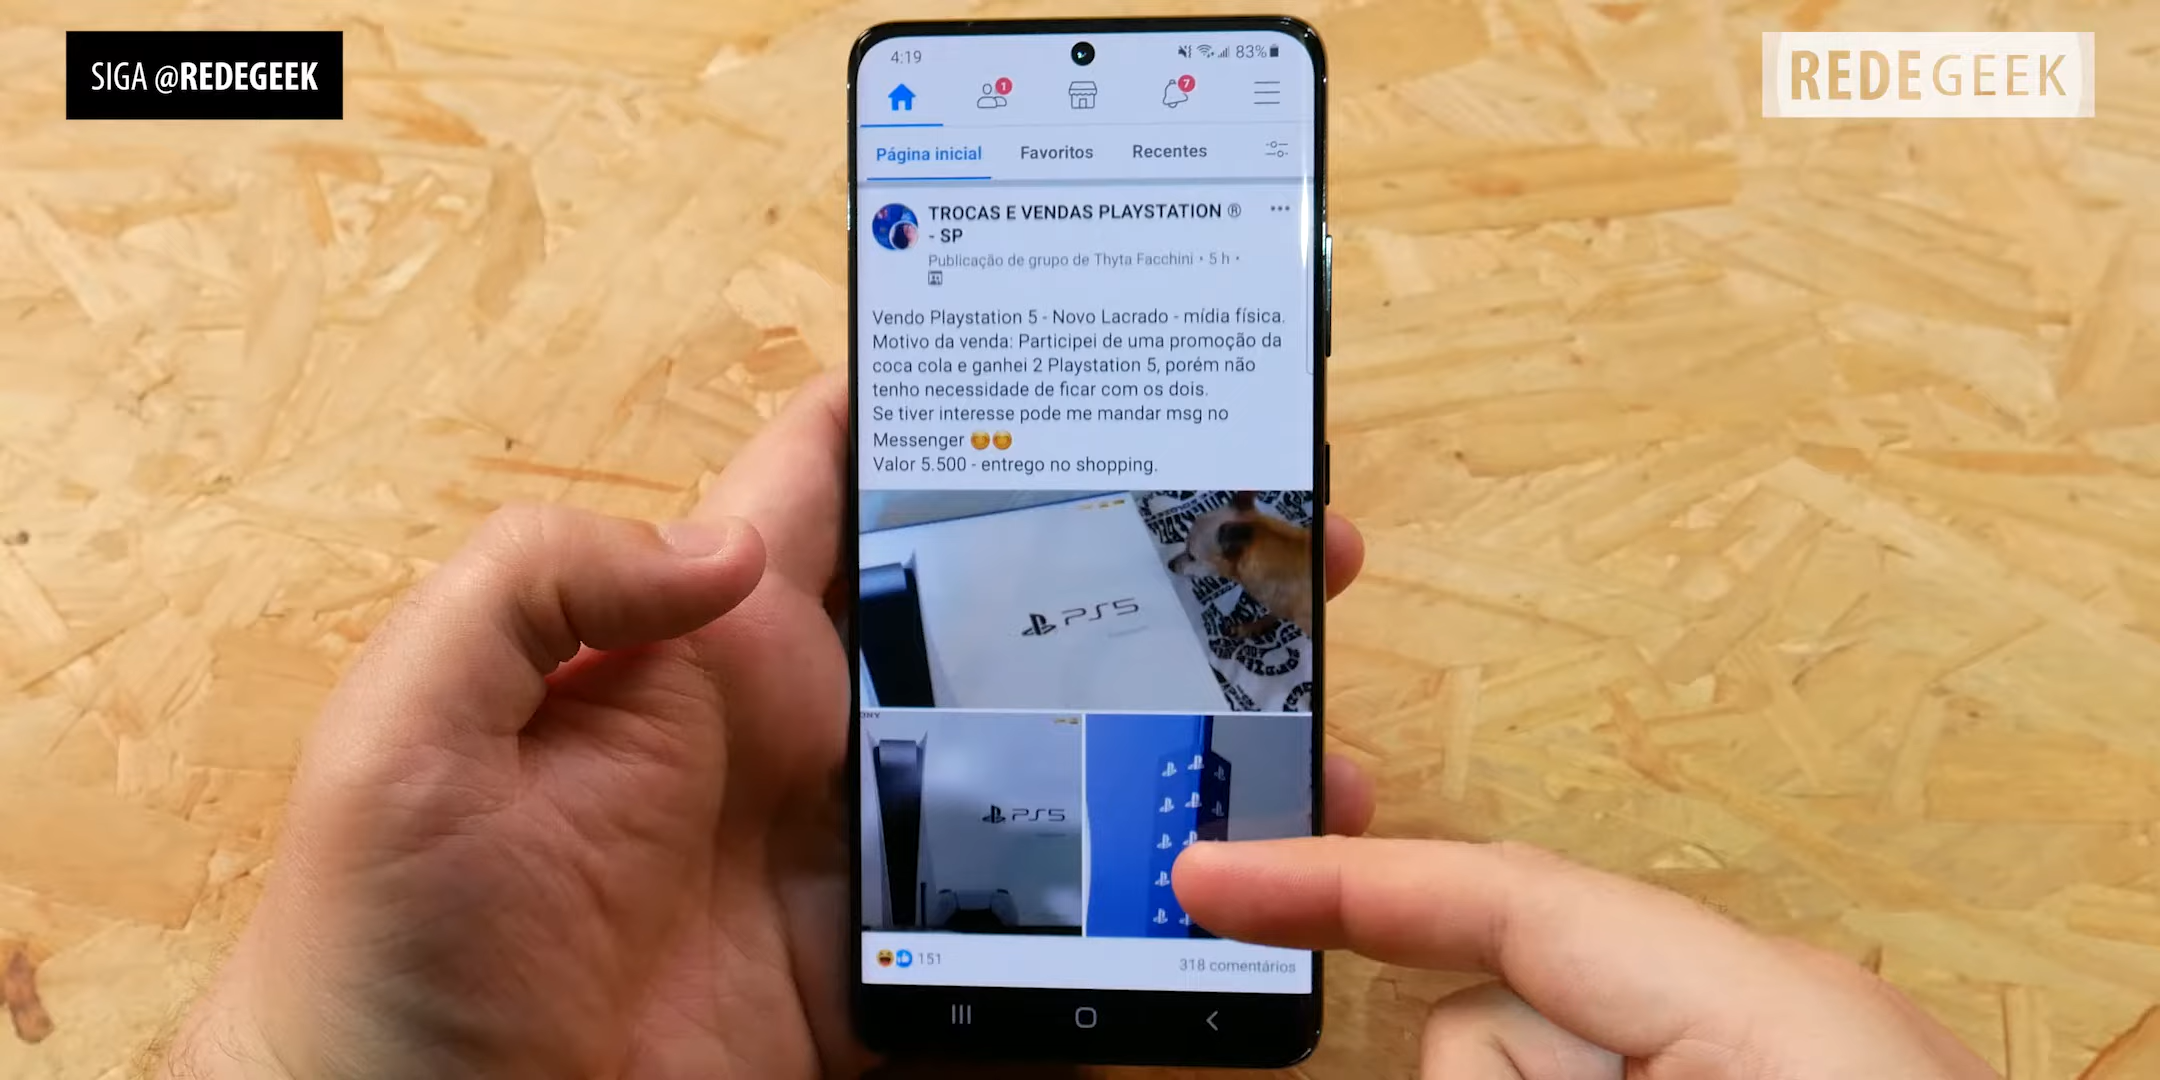 SIGA @REDEGEEK
REDEGEEK
4:19
83%
1
7
Página inicial
Favoritos
Recentes
TROCAS E VENDAS PLAYSTATION ®
- SP
Publicação de grupo de Thyta Facchini • 5 h •
Vendo Playstation 5 - Novo Lacrado - mídia física.
Motivo da venda: Participei de uma promoção da
coca cola e ganhei 2 Playstation 5, porém não
tenho necessidade de ficar com os dois.
Se tiver interesse pode me mandar msg no
Messenger 😊😊
Valor 5.500 - entrego no shopping.
PS5
PS5
151
318 comentários